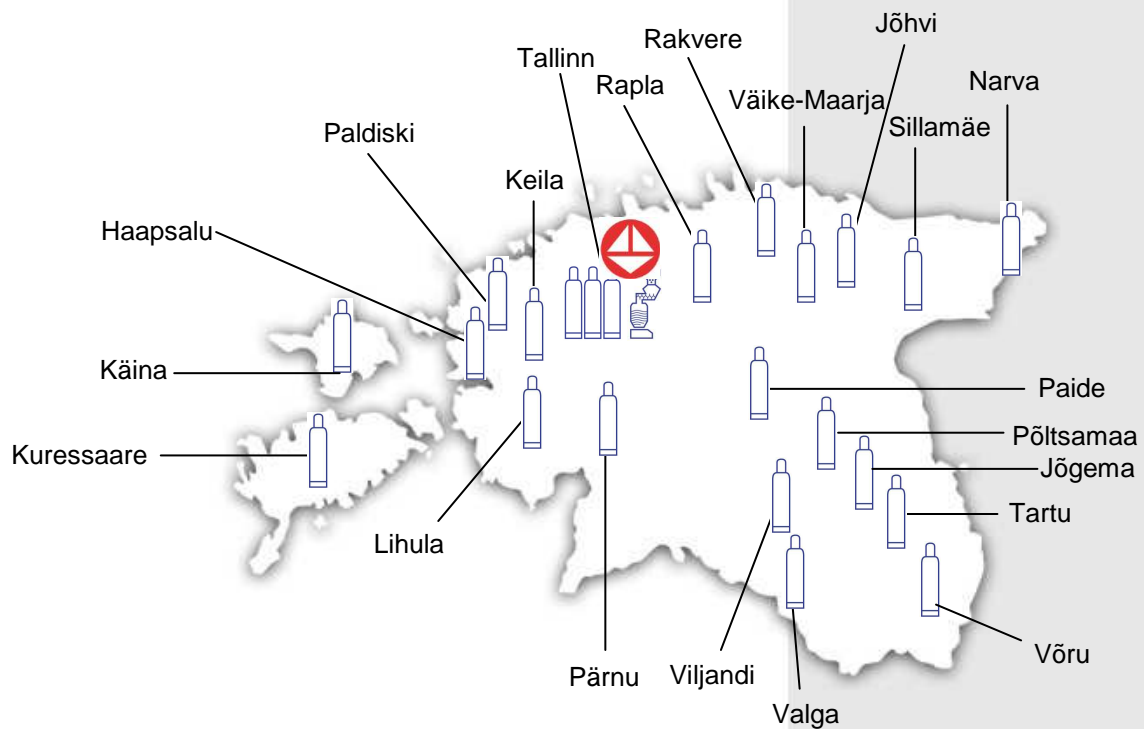 Jõhvi
Rakvere
Tallinn
Rapla
Narva
Väike-Maarja
Sillamäe
Paldiski
Keila
Haapsalu
Käina
Paide
Põltsamaa
Kuressaare
Jõgema
Tartu
Lihula
Võru
Pärnu
Viljandi
Valga